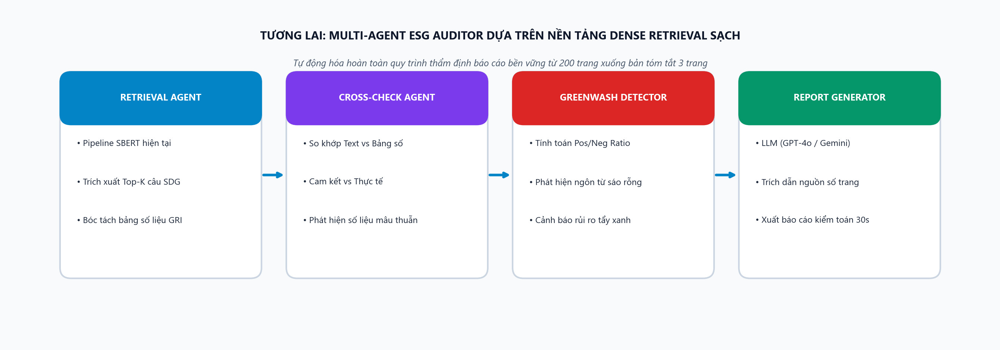 TƯƠNG LAI: MULTI-AGENT ESG AUDITOR DỰA TRÊN NỀN TẢNG DENSE RETRIEVAL SẠCH
Tự động hóa hoàn toàn quy trình thẩm định báo cáo bền vững từ 200 trang xuống bản tóm tắt 3 trang
RETRIEVAL AGENT
• Pipeline SBERT hiện tại
• Trích xuất Top-K câu SDG
• Bóc tách bảng số liệu GRI
CROSS-CHECK AGENT
• So khớp Text vs Bảng số
• Cam kết vs Thực tế
• Phát hiện số liệu mâu thuẫn
GREENWASH DETECTOR
• Tính toán Pos/Neg Ratio
• Phát hiện ngôn từ sáo rỗng
• Cảnh báo rủi ro tẩy xanh
REPORT GENERATOR
• LLM (GPT-4o / Gemini)
• Trích dẫn nguồn số trang
• Xuất báo cáo kiểm toán 30s